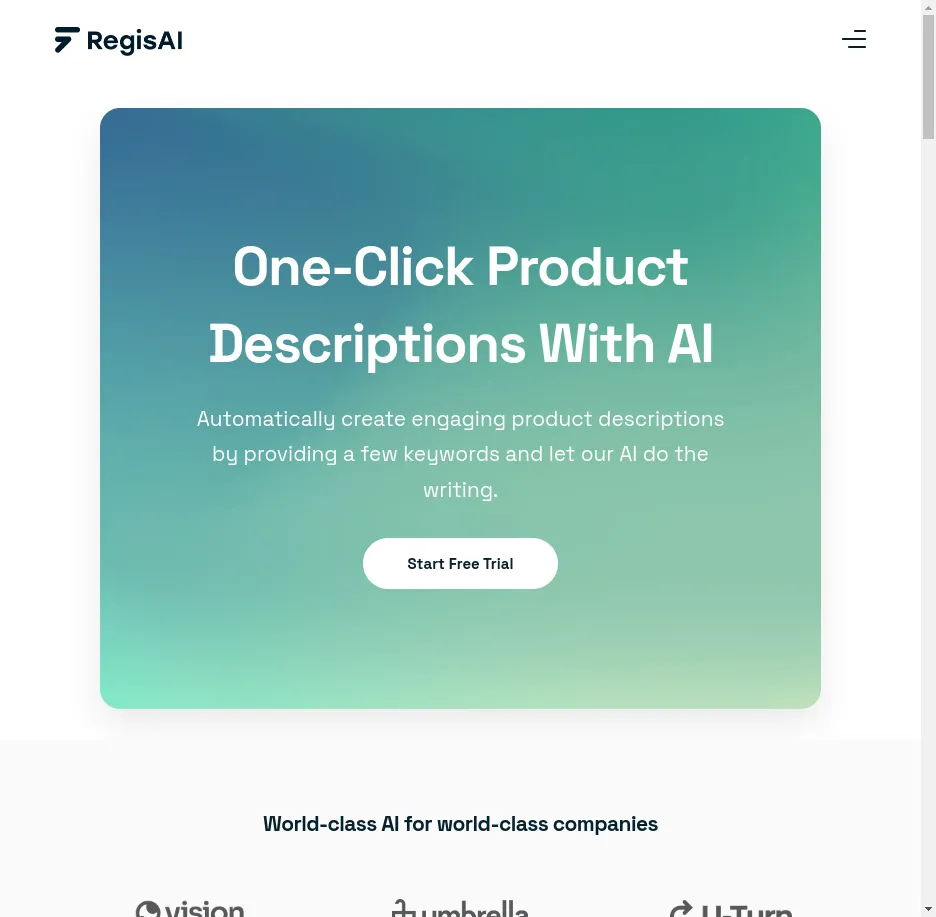 RegisAI
One-Click Product
Descriptions With AI
Automatically create engaging product descriptions
by providing a few keywords and let our AI do the
writing.
Start Free Trial
World-class AI for world-class companies
vision
umbrella
U-Turn